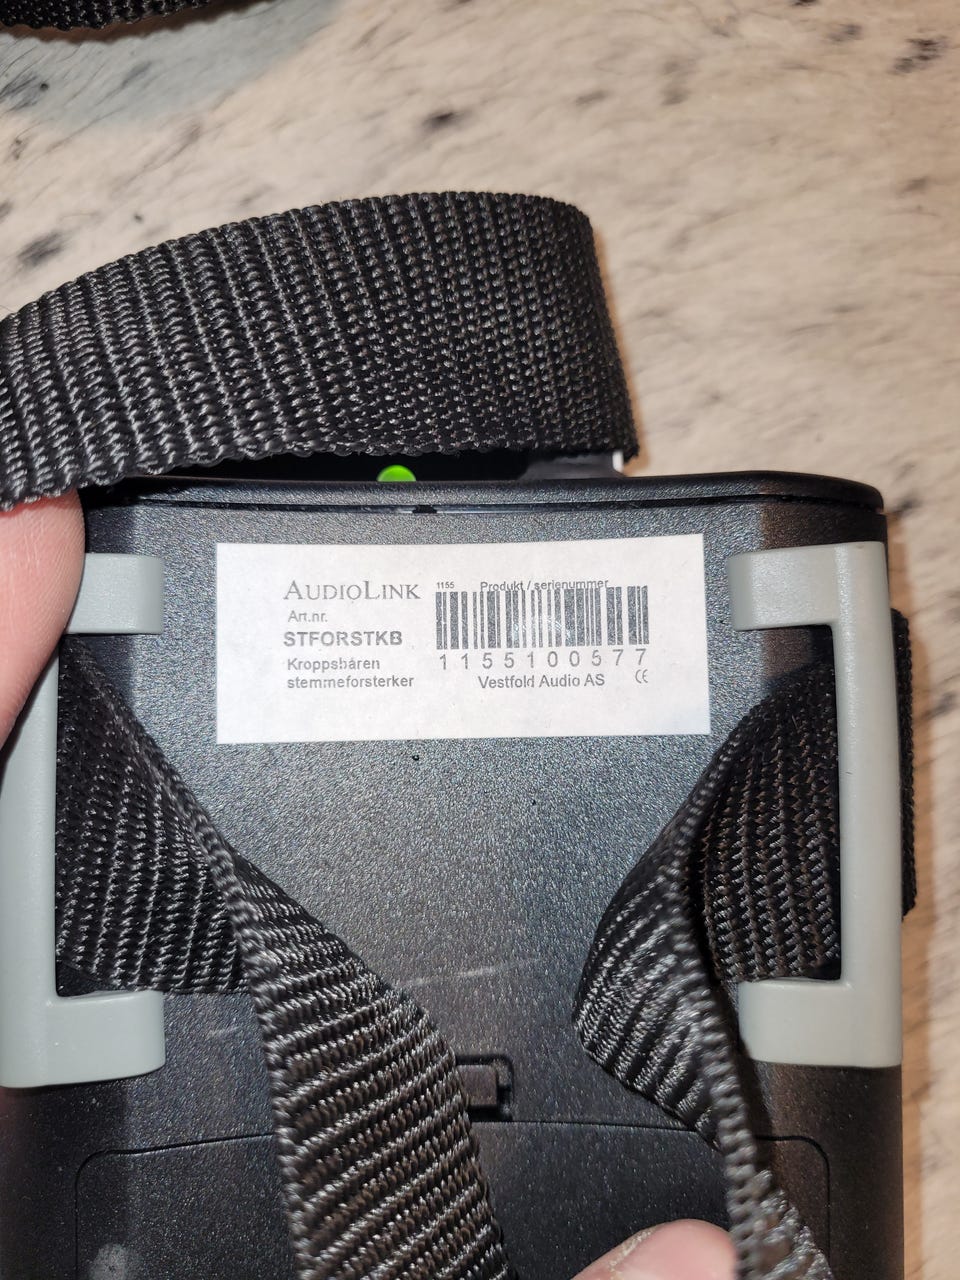 AUDIOLINK
Art.nr.
STFORSTKB
Kroppsbåren
stemmeforsterker
1155 Produkt / serienummer
1155100577
Vestfold Audio AS CE